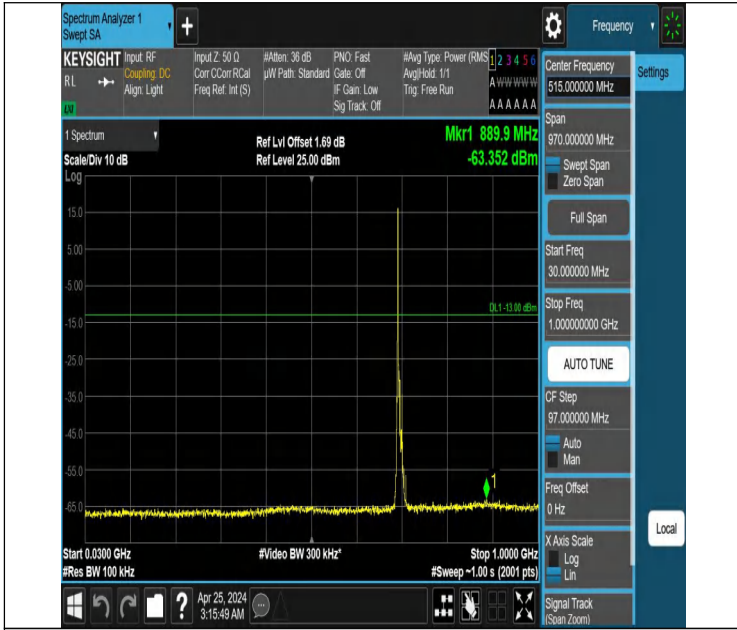 Spectrum Analyzer 1
Swept SA
+
Frequency
KEYSIGHT
RL
Input: RF
Coupling: DC
Align: Light
Input Z: 50 Ω
Corr CCorr RCal
Freq Ref: Int (S)
#Atten: 36 dB
µW Path: Standard
PNO: Fast
Gate: Off
IF Gain: Low
Sig Track: Off
#Avg Type: Power (RMS
Avg|Hold: 1/1
Trig: Free Run
1 2 3 4 5 6
A W W W W W
A A A A A A
LXI
1 Spectrum
Scale/Div 10 dB
Log
Ref Lvl Offset 1.69 dB
Ref Level 25.00 dBm
Mkr1 889.9 MHz
-63.352 dBm
15.0
5.00
-5.00
-15.0
-25.0
-35.0
-45.0
-55.0
-65.0
DL1 -13.00 dBm
1
Start 0.0300 GHz
#Res BW 100 kHz
#Video BW 300 kHz*
Stop 1.0000 GHz
#Sweep ~1.00 s (2001 pts)
Center Frequency
515.000000 MHz
Span
970.000000 MHz
Swept Span
Zero Span
Full Span
Start Freq
30.000000 MHz
Stop Freq
1.000000000 GHz
AUTO TUNE
CF Step
97.000000 MHz
Auto
Man
Freq Offset
0 Hz
X Axis Scale
Log
Lin
Signal Track
(Span Zoom)
Settings
Local
?
Apr 25, 2024
3:15:49 AM